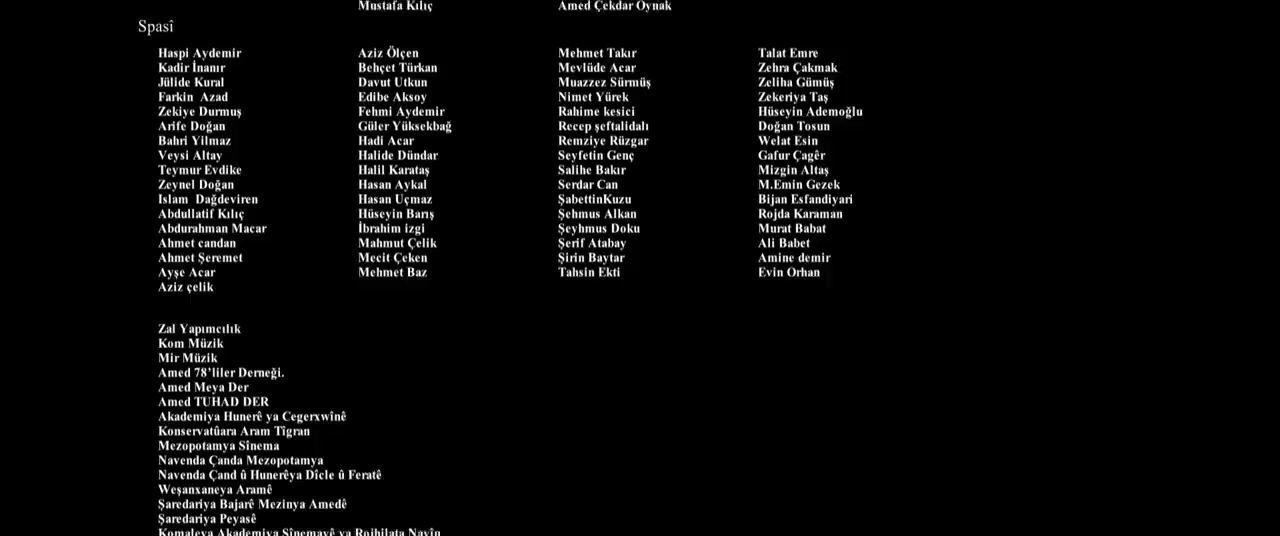 Mustafa Kılıç Amed Çekdar Oynak
Spasî
Haspi Aydemir Aziz Ölçen Mehmet Takır Talat Emre
Kadir İnanır Behçet Türkan Mevlüde Acar Zehra Çakmak
Jülide Kural Davut Utkun Muazzez Sürmüş Zeliha Gümüş
Farkin Azad Edibe Aksoy Nimet Yürek Zekeriya Taş
Zekiye Durmuş Fehmi Aydemir Rahime kesici Hüseyin Ademoğlu
Arife Doğan Güler Yüksekbağ Recep şeftalidalı Doğan Tosun
Bahri Yilmaz Hadi Acar Remziye Rüzgar Welat Esin
Veysi Altay Halide Dündar Seyfetin Genç Gafur Çagêr
Teymur Evdike Halil Karataş Salihe Bakır Mizgin Altaş
Zeynel Doğan Hasan Aykal Serdar Can M.Emin Gezek
Islam Dağdeviren Hasan Uçmaz ŞabettinKuzu Bijan Esfandiyari
Abdullatif Kılıç Hüseyin Barış Şehmus Alkan Rojda Karaman
Abdurahman Macar İbrahim izgi Şeyhmus Doku Murat Babat
Ahmet candan Mahmut Çelik Şerif Atabay Ali Babet
Ahmet Şeremet Mecit Çeken Şirin Baytar Amine demir
Ayşe Acar Mehmet Baz Tahsin Ekti Evin Orhan
Aziz çelik
Zal Yapımcılık
Kom Müzik
Mir Müzik
Amed 78’liler Derneği.
Amed Meya Der
Amed TUHAD DER
Akademiya Hunerê ya Cegerxwînê
Konservatûara Aram Tîgran
Mezopotamya Sînema
Navenda Çanda Mezopotamya
Navenda Çand û Hunerêya Dîcle û Feratê
Weşanxaneya Aramê
Şaredariya Bajarê Mezinya Amedê
Şaredariya Peyasê
Komaleya Akademiya Sînemayê ya Rojhilata Navîn